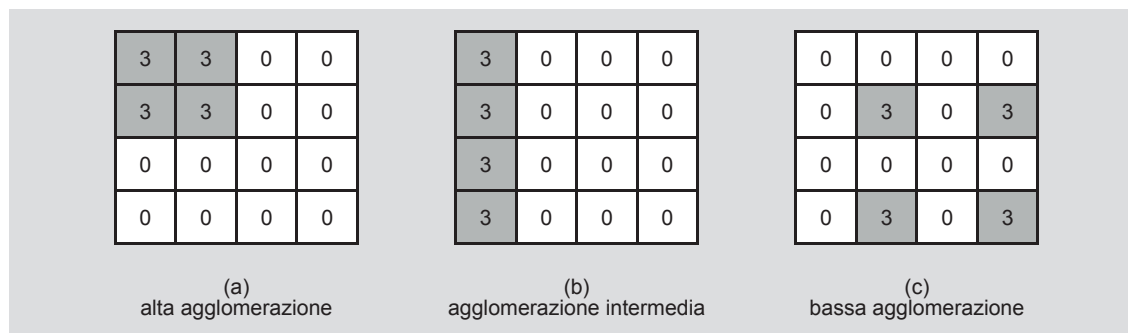 3 3 0 0 3 0 0 0 0 0 0 0
3 3 0 0 3 0 0 0 0 3 0 3
0 0 0 0 3 0 0 0 0 0 0 0
0 0 0 0 3 0 0 0 0 3 0 3
(a) (b) (c)
alta agglomerazione agglomerazione intermedia bassa agglomerazione